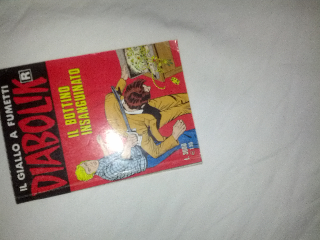 IL GIALLO A FUMETTI
DIABOLIK
R
IL BOTTINO
INSANGUINATO